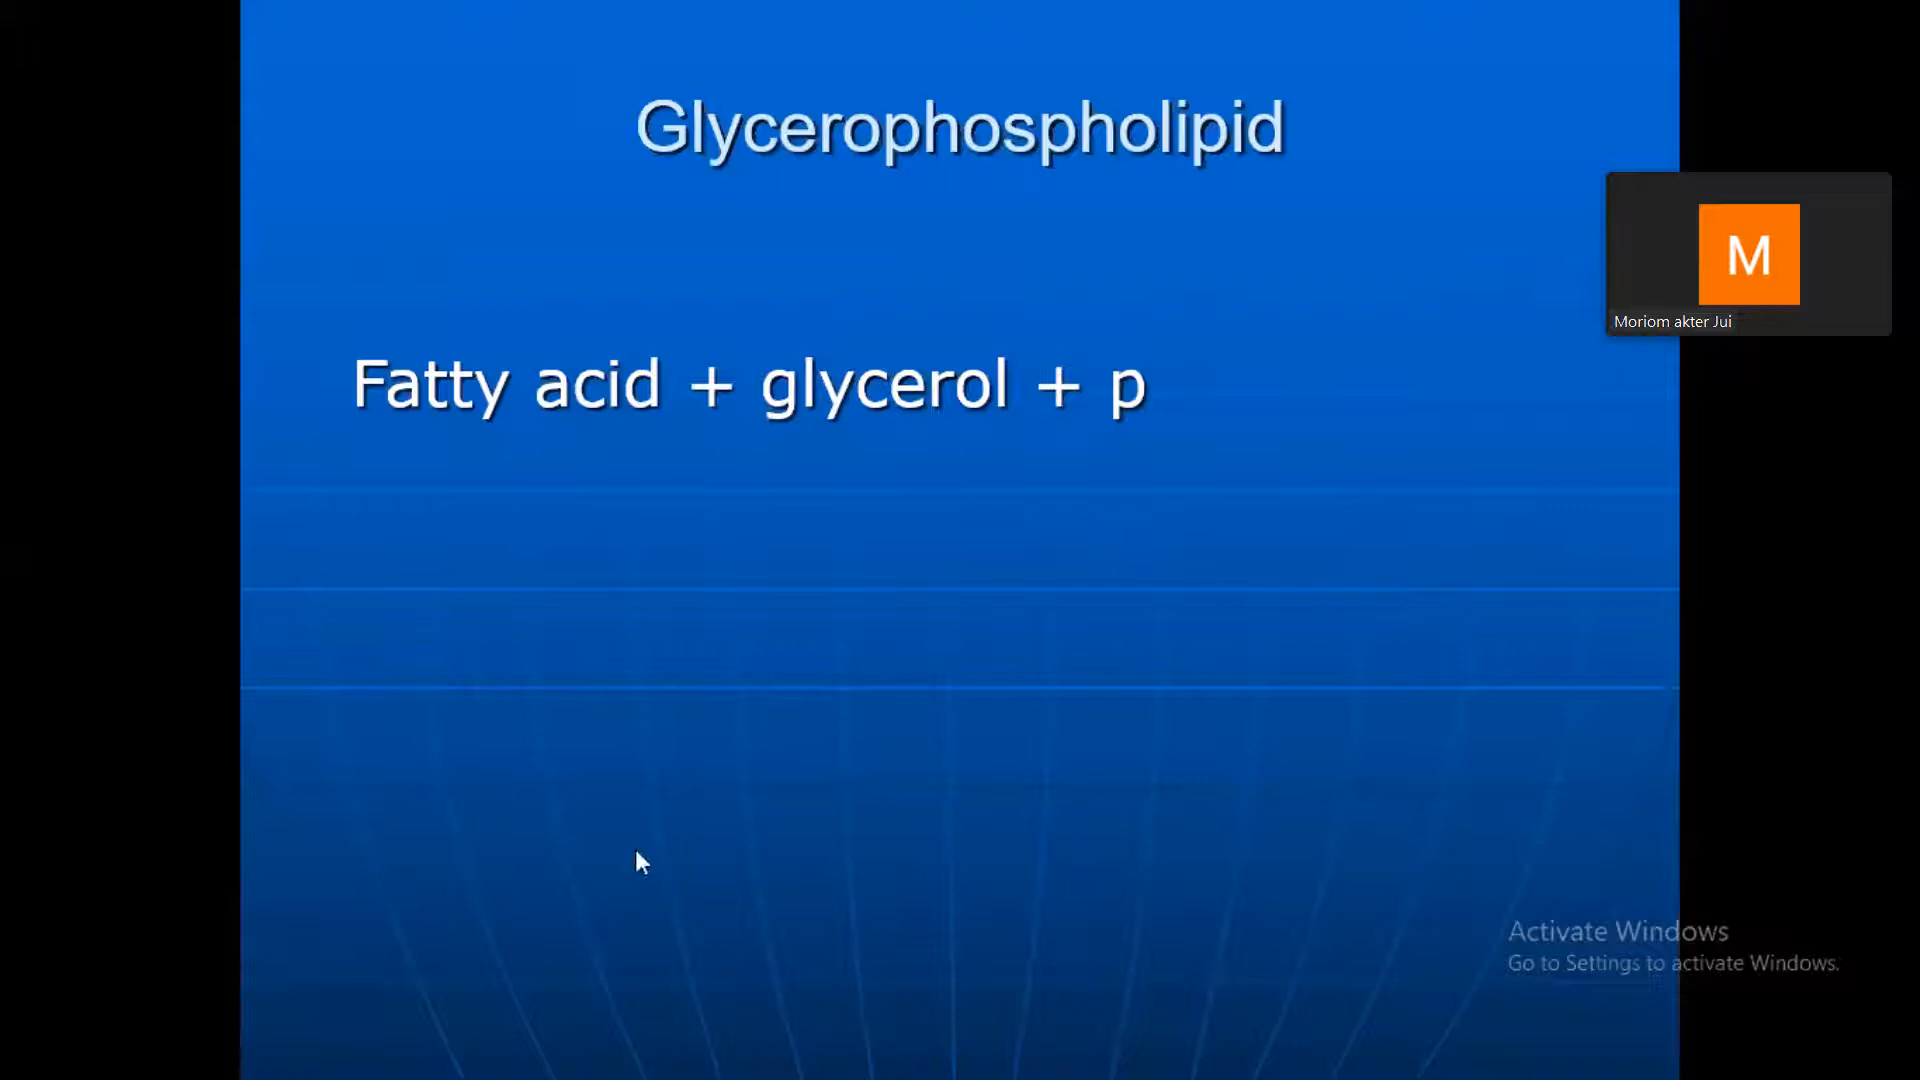 Glycerophospholipid
M
Moriom akter Jui
Fatty acid + glycerol + p
Activate Windows
Go to Settings to activate Windows.